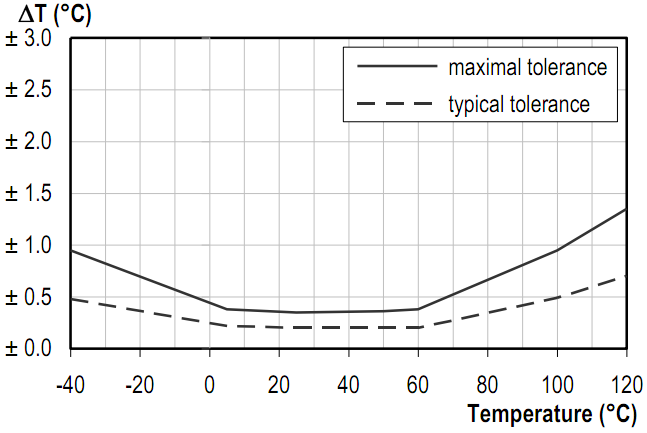 ΔT (°C)
± 3.0
± 2.5
± 2.0
± 1.5
± 1.0
± 0.5
± 0.0
maximal tolerance
typical tolerance
-40 -20 0 20 40 60 80 100 120
Temperature (°C)